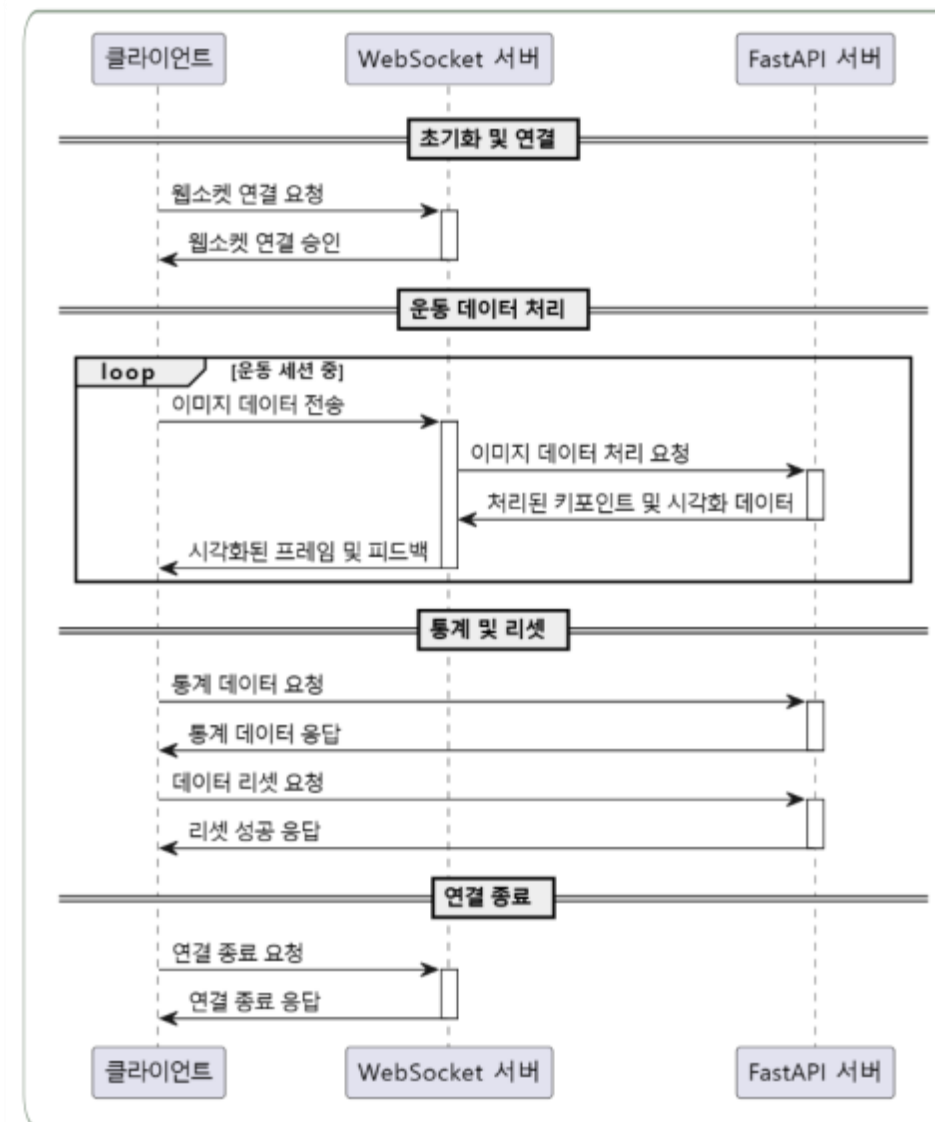 클라이언트 WebSocket 서버 FastAPI 서버
초기화 및 연결
웹소켓 연결 요청
웹소켓 연결 승인
운동 데이터 처리
loop [운동 세션 중]
이미지 데이터 전송
이미지 데이터 처리 요청
처리된 키포인트 및 시각화 데이터
시각화된 프레임 및 피드백
통계 및 리셋
통계 데이터 요청
통계 데이터 응답
데이터 리셋 요청
리셋 성공 응답
연결 종료
연결 종료 요청
연결 종료 응답
클라이언트 WebSocket 서버 FastAPI 서버